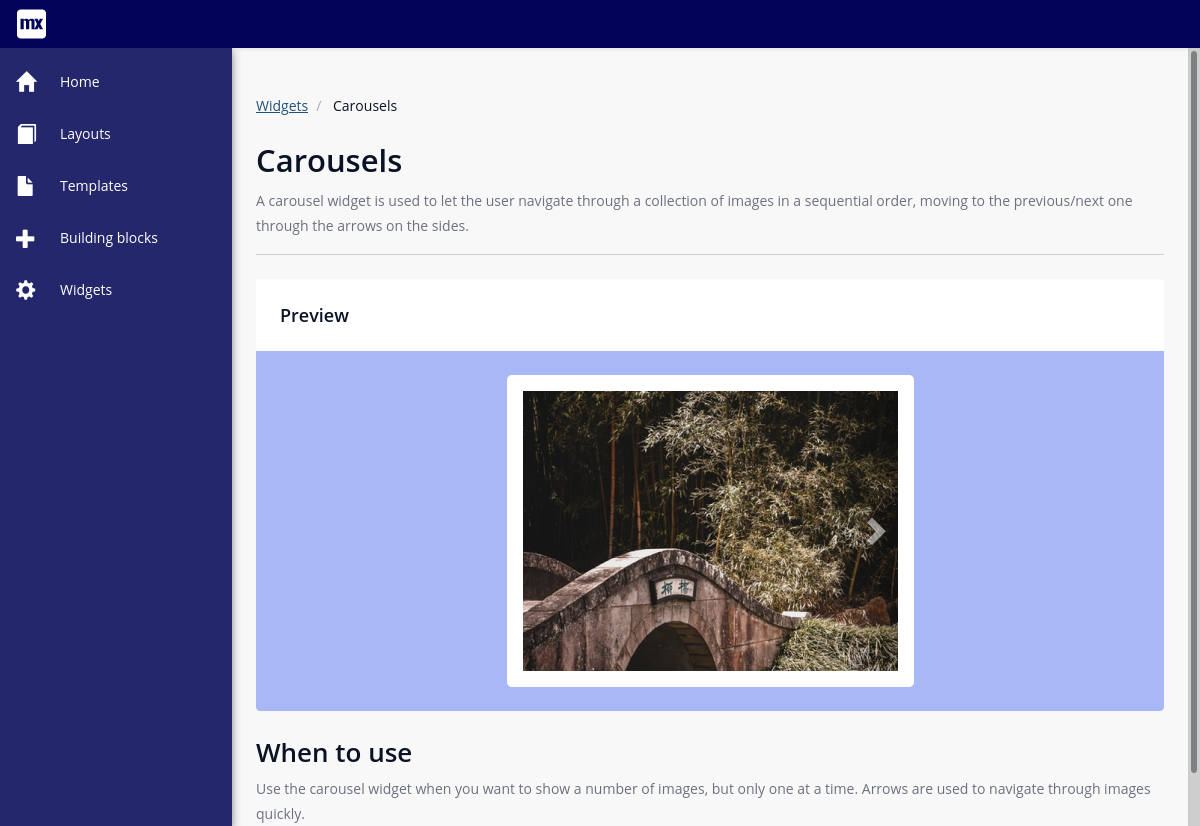 mx
Home
Layouts
Templates
Building blocks
Widgets
Widgets / Carousels
Carousels
A carousel widget is used to let the user navigate through a collection of images in a sequential order, moving to the previous/next one
through the arrows on the sides.
Preview
When to use
Use the carousel widget when you want to show a number of images, but only one at a time. Arrows are used to navigate through images
quickly.